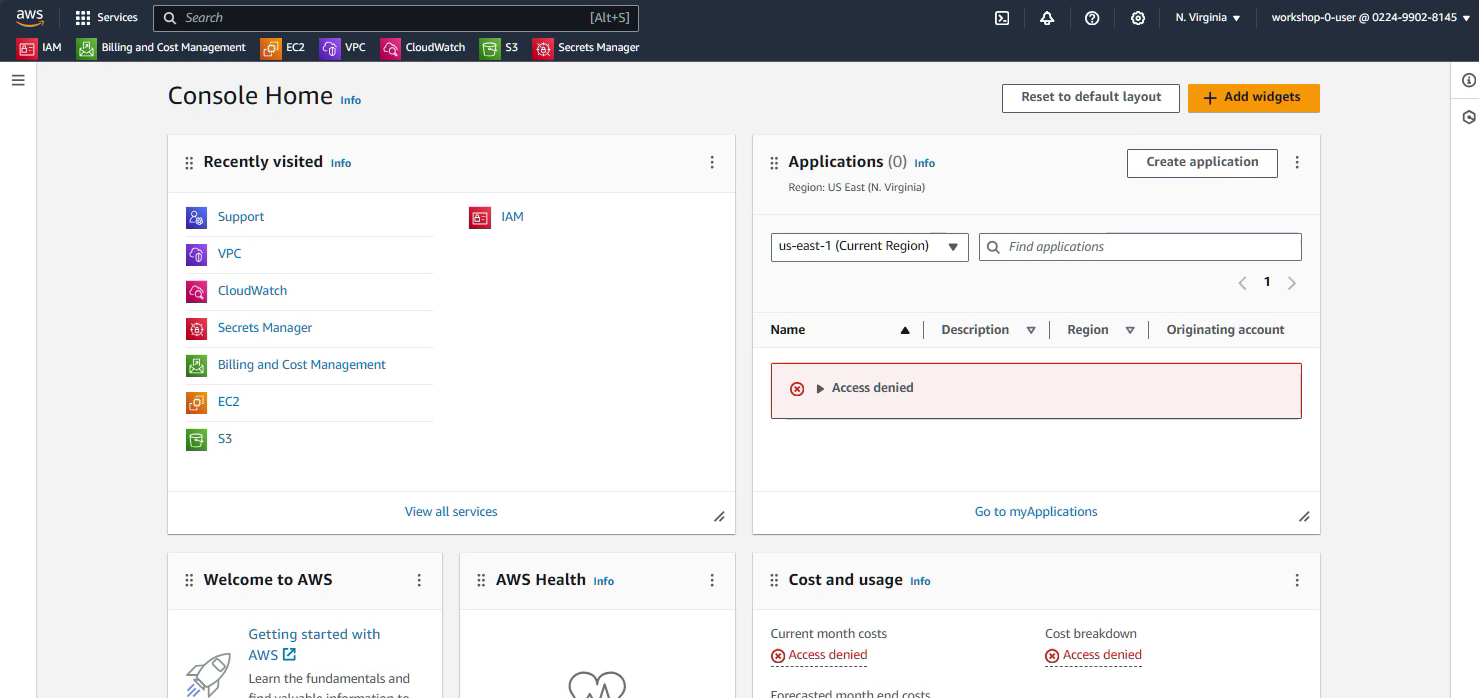 aws Services Search [Alt+S] N. Virginia workshop-0-user @ 0224-9902-8145
IAM Billing and Cost Management EC2 VPC CloudWatch S3 Secrets Manager
Console Home Info Reset to default layout Add widgets
Recently visited Info
Support IAM
VPC
CloudWatch
Secrets Manager
Billing and Cost Management
EC2
S3
View all services
Applications (0) Info Create application
Region: US East (N. Virginia)
us-east-1 (Current Region) Find applications
1
Name Description Region Originating account
Access denied
Go to myApplications
Welcome to AWS
Getting started with
AWS
Learn the fundamentals and
find valuable information to
AWS Health Info
Cost and usage Info
Current month costs Cost breakdown
Access denied Access denied
Forecasted month end costs